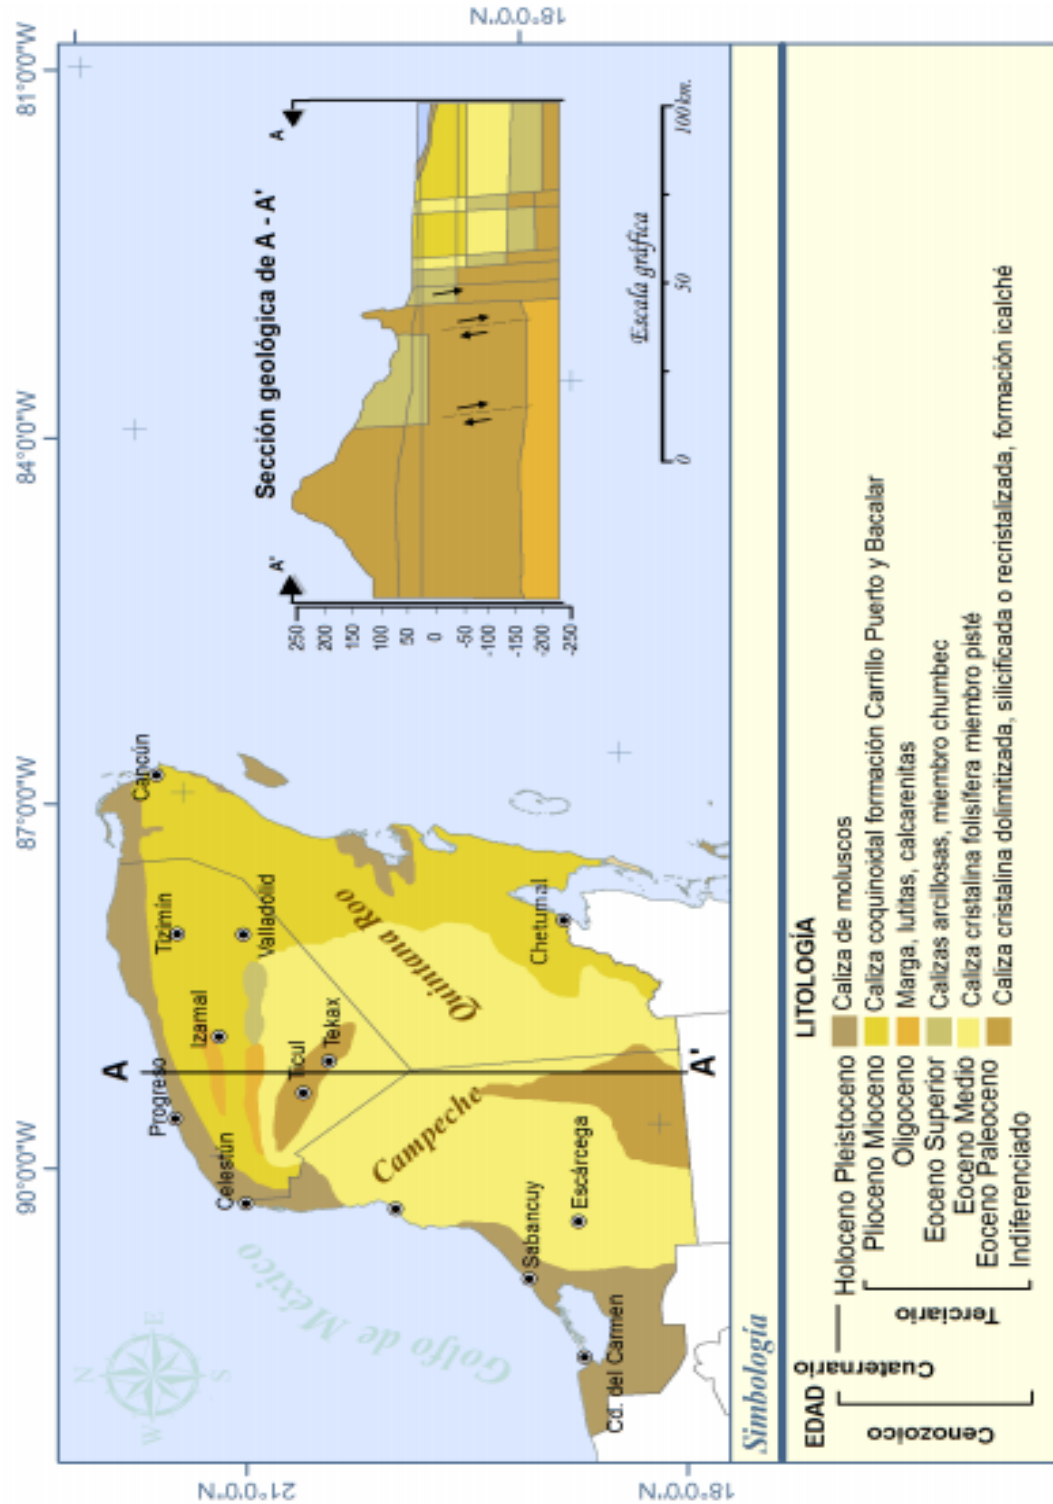 90°0'0"W
87°0'0"W
84°0'0"W
81°0'0"W
21°0'0"N
18°0'0"N
18°0'0"N
N
E
S
W
Golfo de México
Progreso
A
Izamal
Tizimín
Cancún
Celestún
Valladolid
Ticul
Tekax
Quintana Roo
Campeche
Sabancuy
Escárcega
Chetumal
Cd. del Carmen
A'
Sección geológica de A - A'
A'
A
250
200
150
100
50
0
-50
-100
-150
-200
-250
Escala gráfica
0
50
100 km.
Simbología
EDAD
LITOLOGÍA
Cenozoico
Cuaternario
Terciario
Holoceno Pleistoceno Caliza de moluscos
Plioceno Mioceno Caliza coquinoidal formación Carrillo Puerto y Bacalar
Oligoceno Marga, lutitas, calcarenitas
Eoceno Superior Calizas arcillosas, miembro chumbec
Eoceno Medio Caliza cristalina folisífera miembro pisté
Eoceno Paleoceno Caliza cristalina dolimitizada, silicificada o recristalizada, formación icalché
Indiferenciado